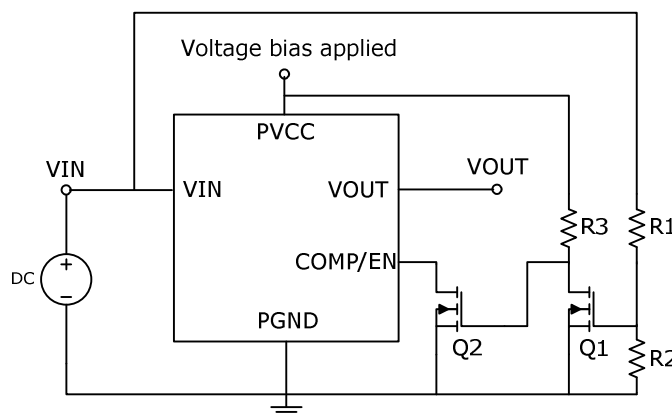 Voltage bias applied
PVCC
VIN
VIN
VOUT
VOUT
R3
R1
COMP/EN
DC
+
−
PGND
Q2
Q1
R2